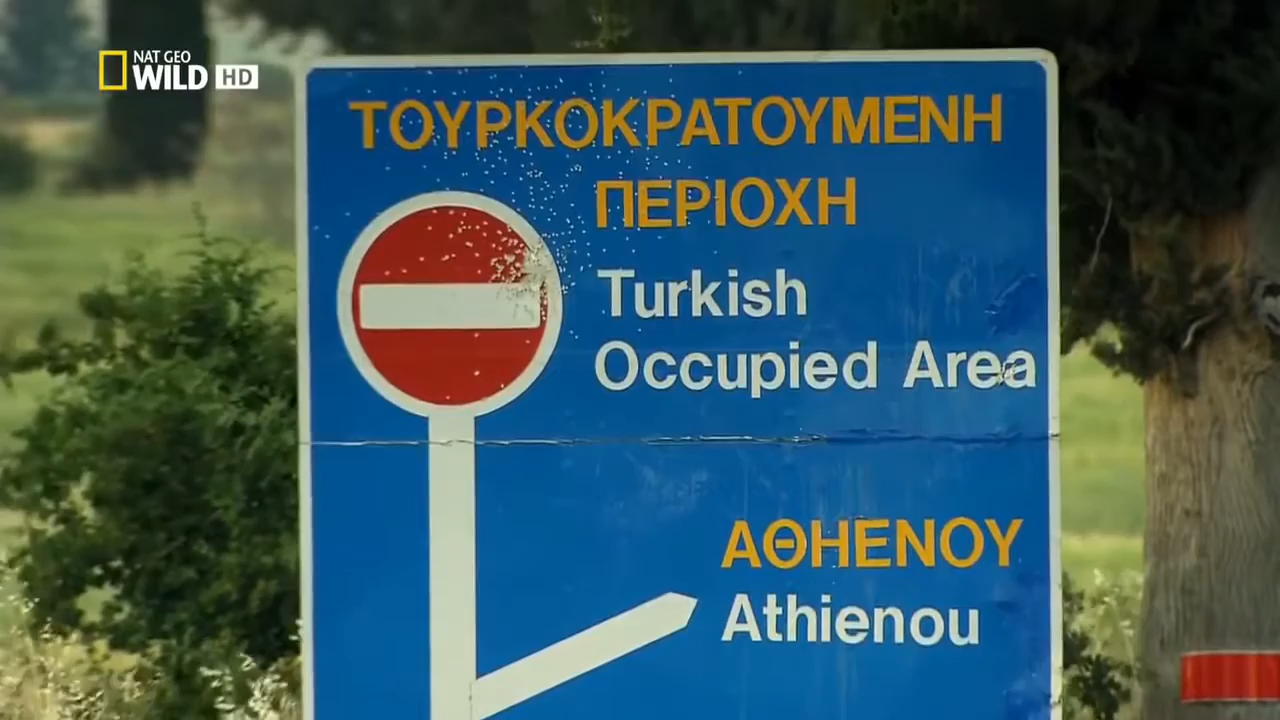 NAT GEO
WILD HD
ΤΟΥΡΚΟΚΡΑΤΟΥΜΕΝΗ
ΠΕΡΙΟΧΗ
Turkish
Occupied Area
ΑΘΗΕΝΟΥ
Athienou